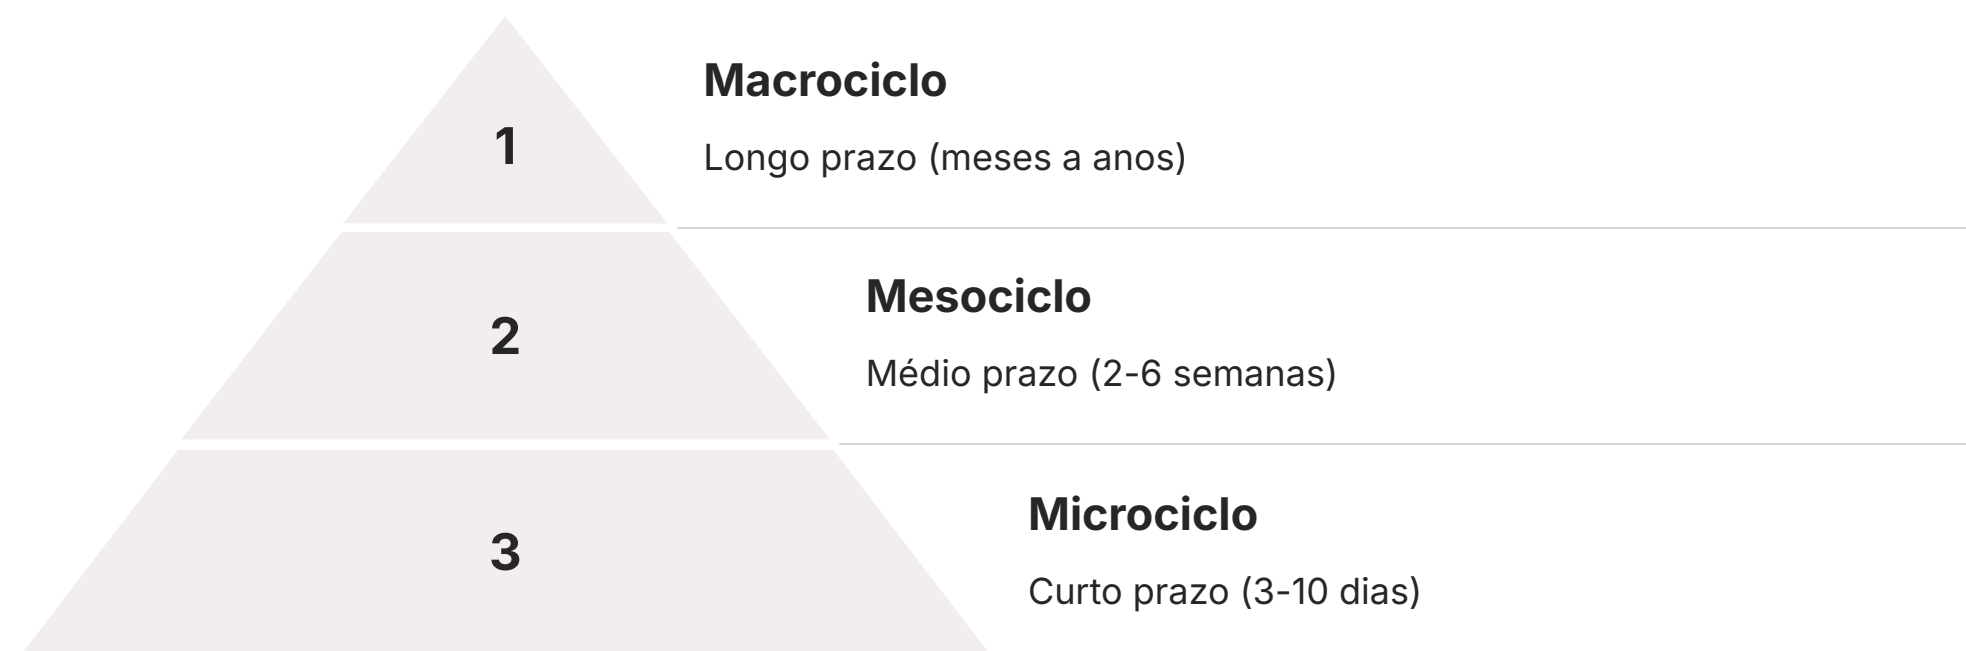 1
Macrociclo
Longo prazo (meses a anos)
2
Mesociclo
Médio prazo (2-6 semanas)
3
Microciclo
Curto prazo (3-10 dias)